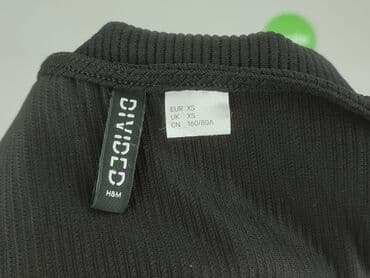 DIVIDED
H&M
EUR XS
UK XS
CN 160/80A